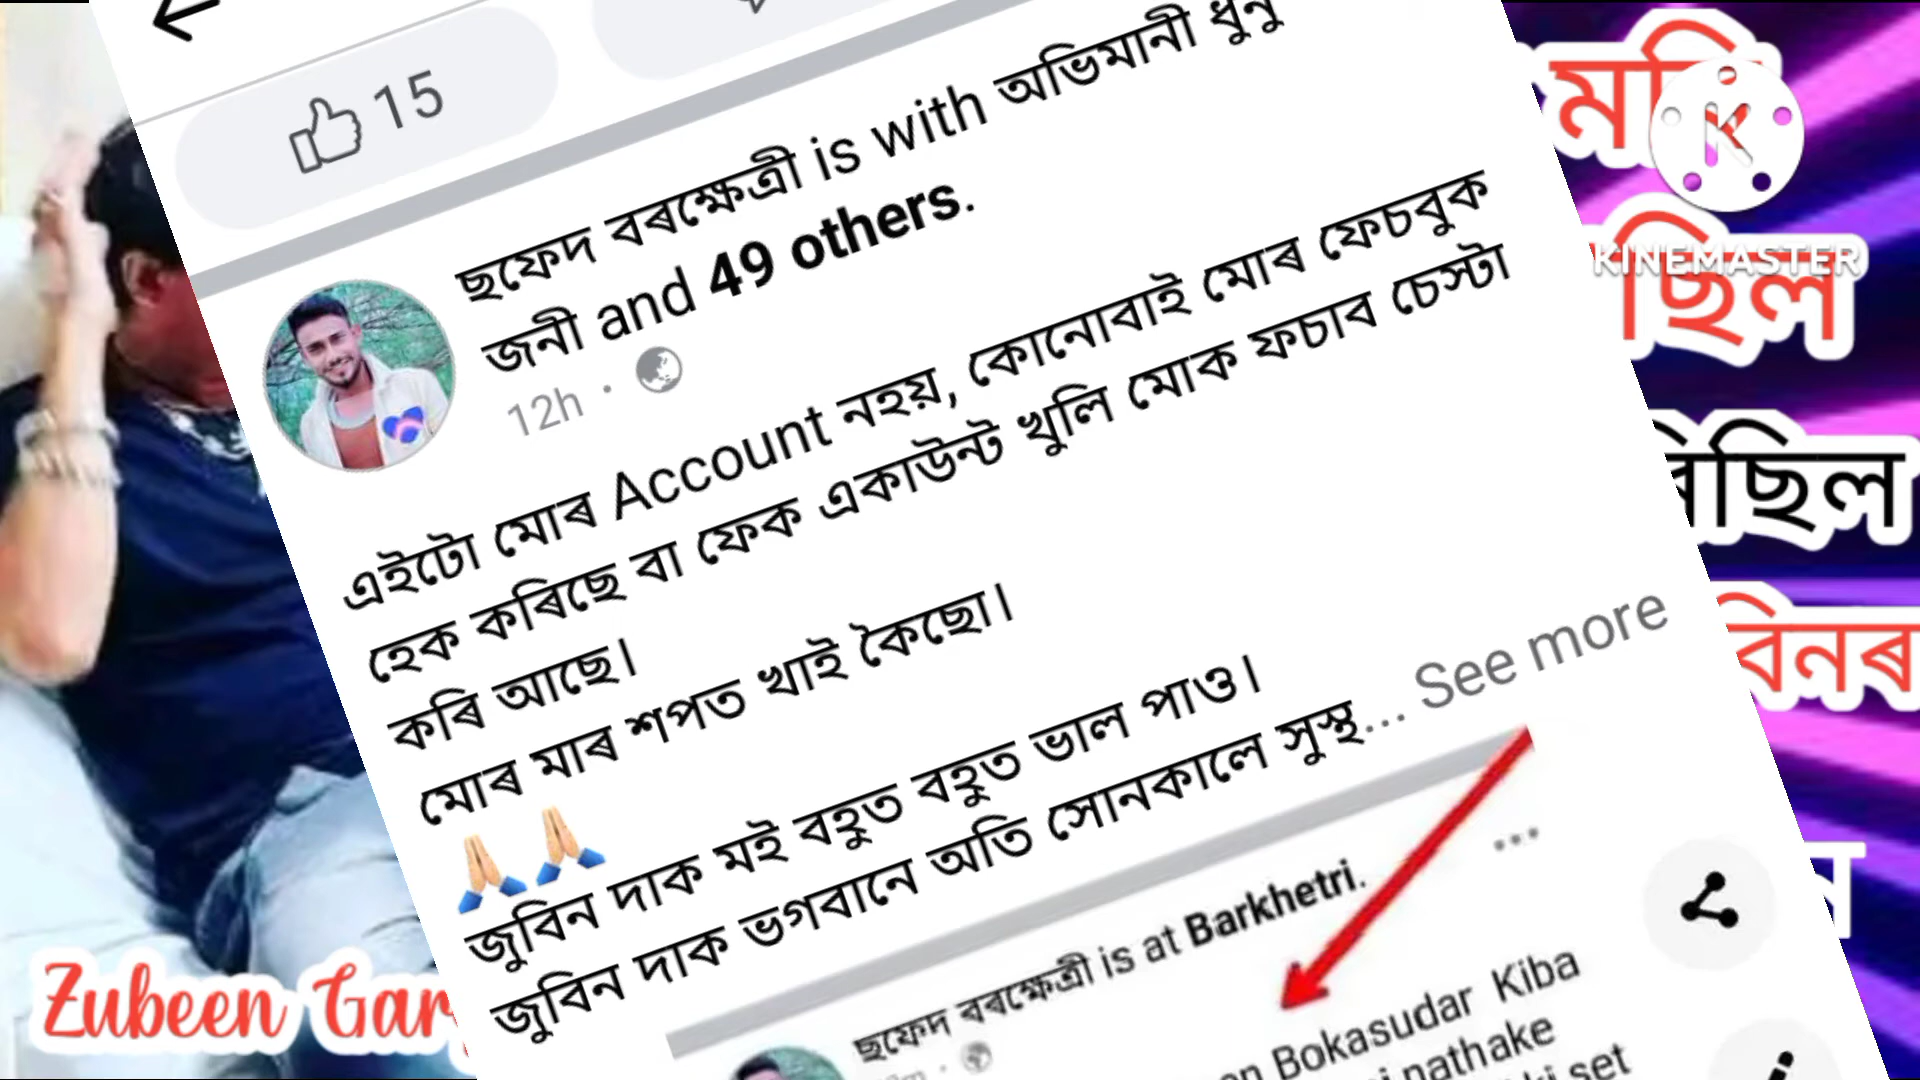 15
ছফেদ বৰক্ষেত্ৰী is with অভিমানী ধুনু
জনী and 49 others.
12h
এইটো মোৰ Account নহয়, কোনোবাই মোৰ ফেচবুক
হেক কৰিছে বা ফেক একাউন্ট খুলি মোক ফচাব চেস্টা
কৰি আছে।
মোৰ মাৰ শপত খাই কৈছো।
🙏🙏
জুবিন দাক মই বহুত বহুত ভাল পাও।
জুবিন দাক ভগবানে অতি সোনকালে সুস্থ... See more
ছফেদ বৰক্ষেত্ৰী is at Barkhetri.
Bokasudar Kiba
nathake
ki set
Zubeen Gar
K
KINEMASTER
ছিল
িছিল
বিনৰ